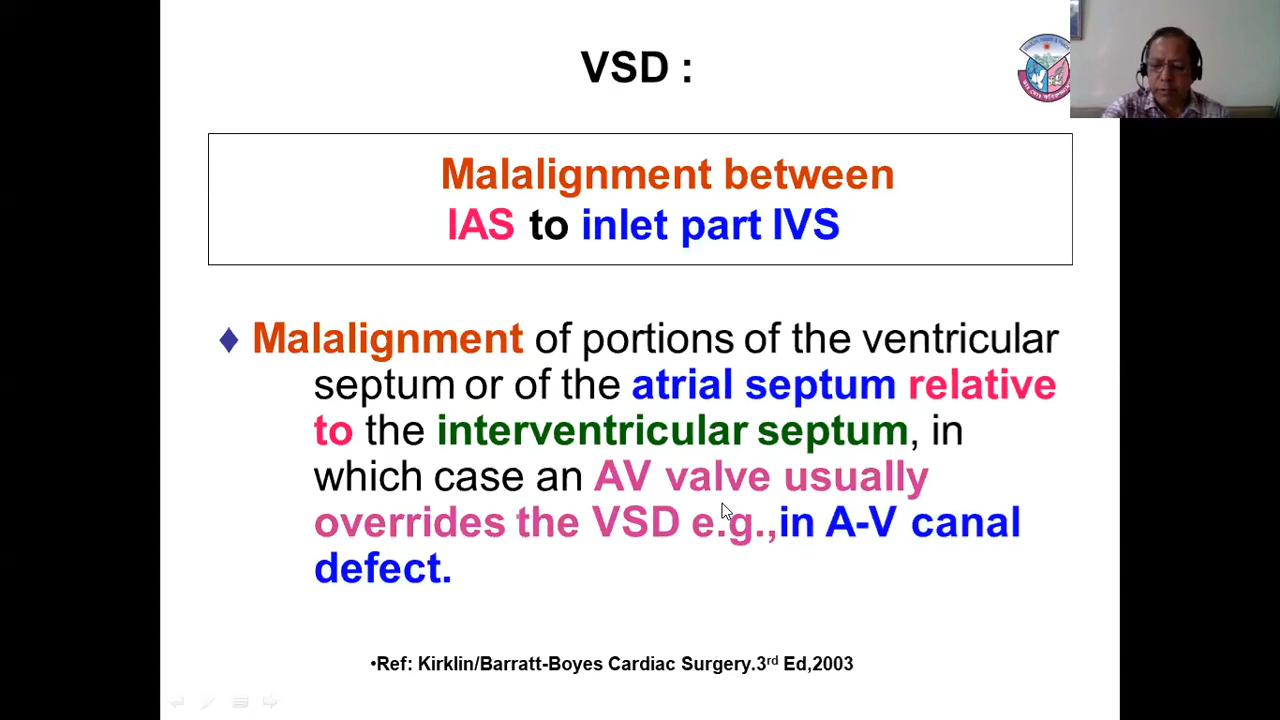 VSD :
Malalignment between
IAS to inlet part IVS
♦ Malalignment of portions of the ventricular
septum or of the atrial septum relative
to the interventricular septum, in
which case an AV valve usually
overrides the VSD e.g.,in A-V canal
defect.
•Ref: Kirklin/Barratt-Boyes Cardiac Surgery.3rd Ed,2003